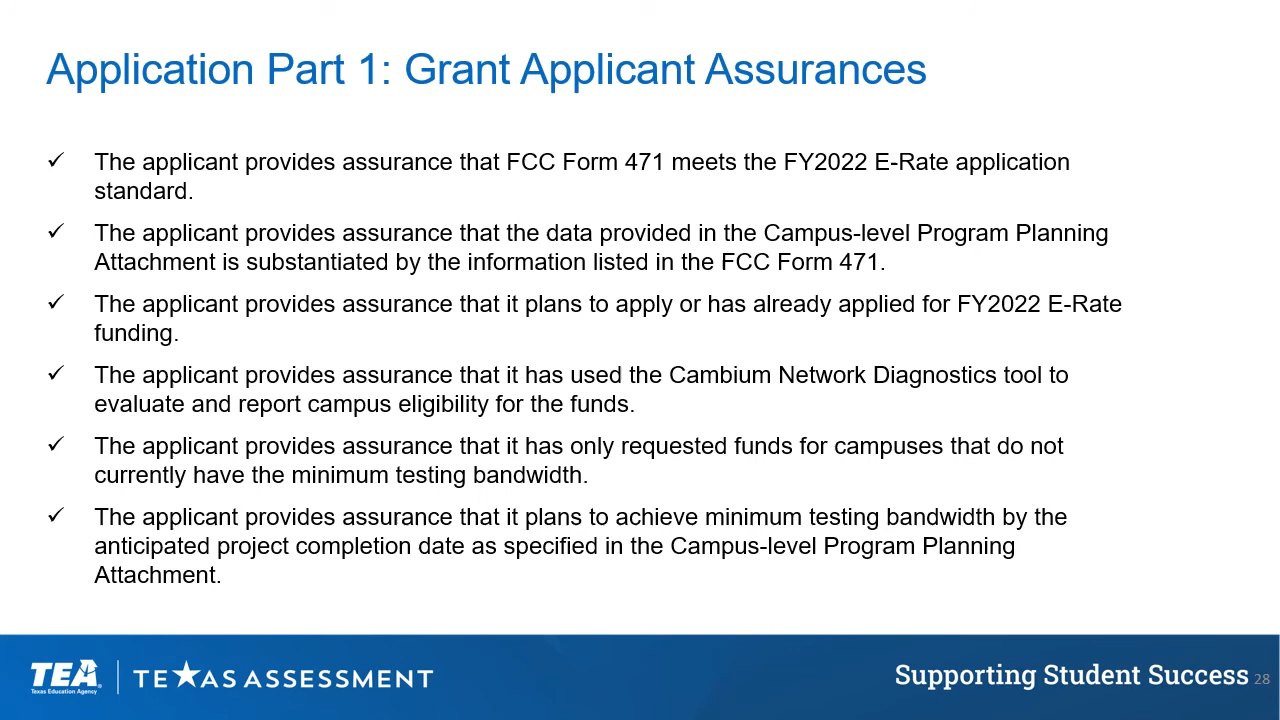 Application Part 1: Grant Applicant Assurances
✓ The applicant provides assurance that FCC Form 471 meets the FY2022 E-Rate application
standard.
✓ The applicant provides assurance that the data provided in the Campus-level Program Planning
Attachment is substantiated by the information listed in the FCC Form 471.
✓ The applicant provides assurance that it plans to apply or has already applied for FY2022 E-Rate
funding.
✓ The applicant provides assurance that it has used the Cambium Network Diagnostics tool to
evaluate and report campus eligibility for the funds.
✓ The applicant provides assurance that it has only requested funds for campuses that do not
currently have the minimum testing bandwidth.
✓ The applicant provides assurance that it plans to achieve minimum testing bandwidth by the
anticipated project completion date as specified in the Campus-level Program Planning
Attachment.
TEA
Texas Education Agency
TEXAS ASSESSMENT
Supporting Student Success 28